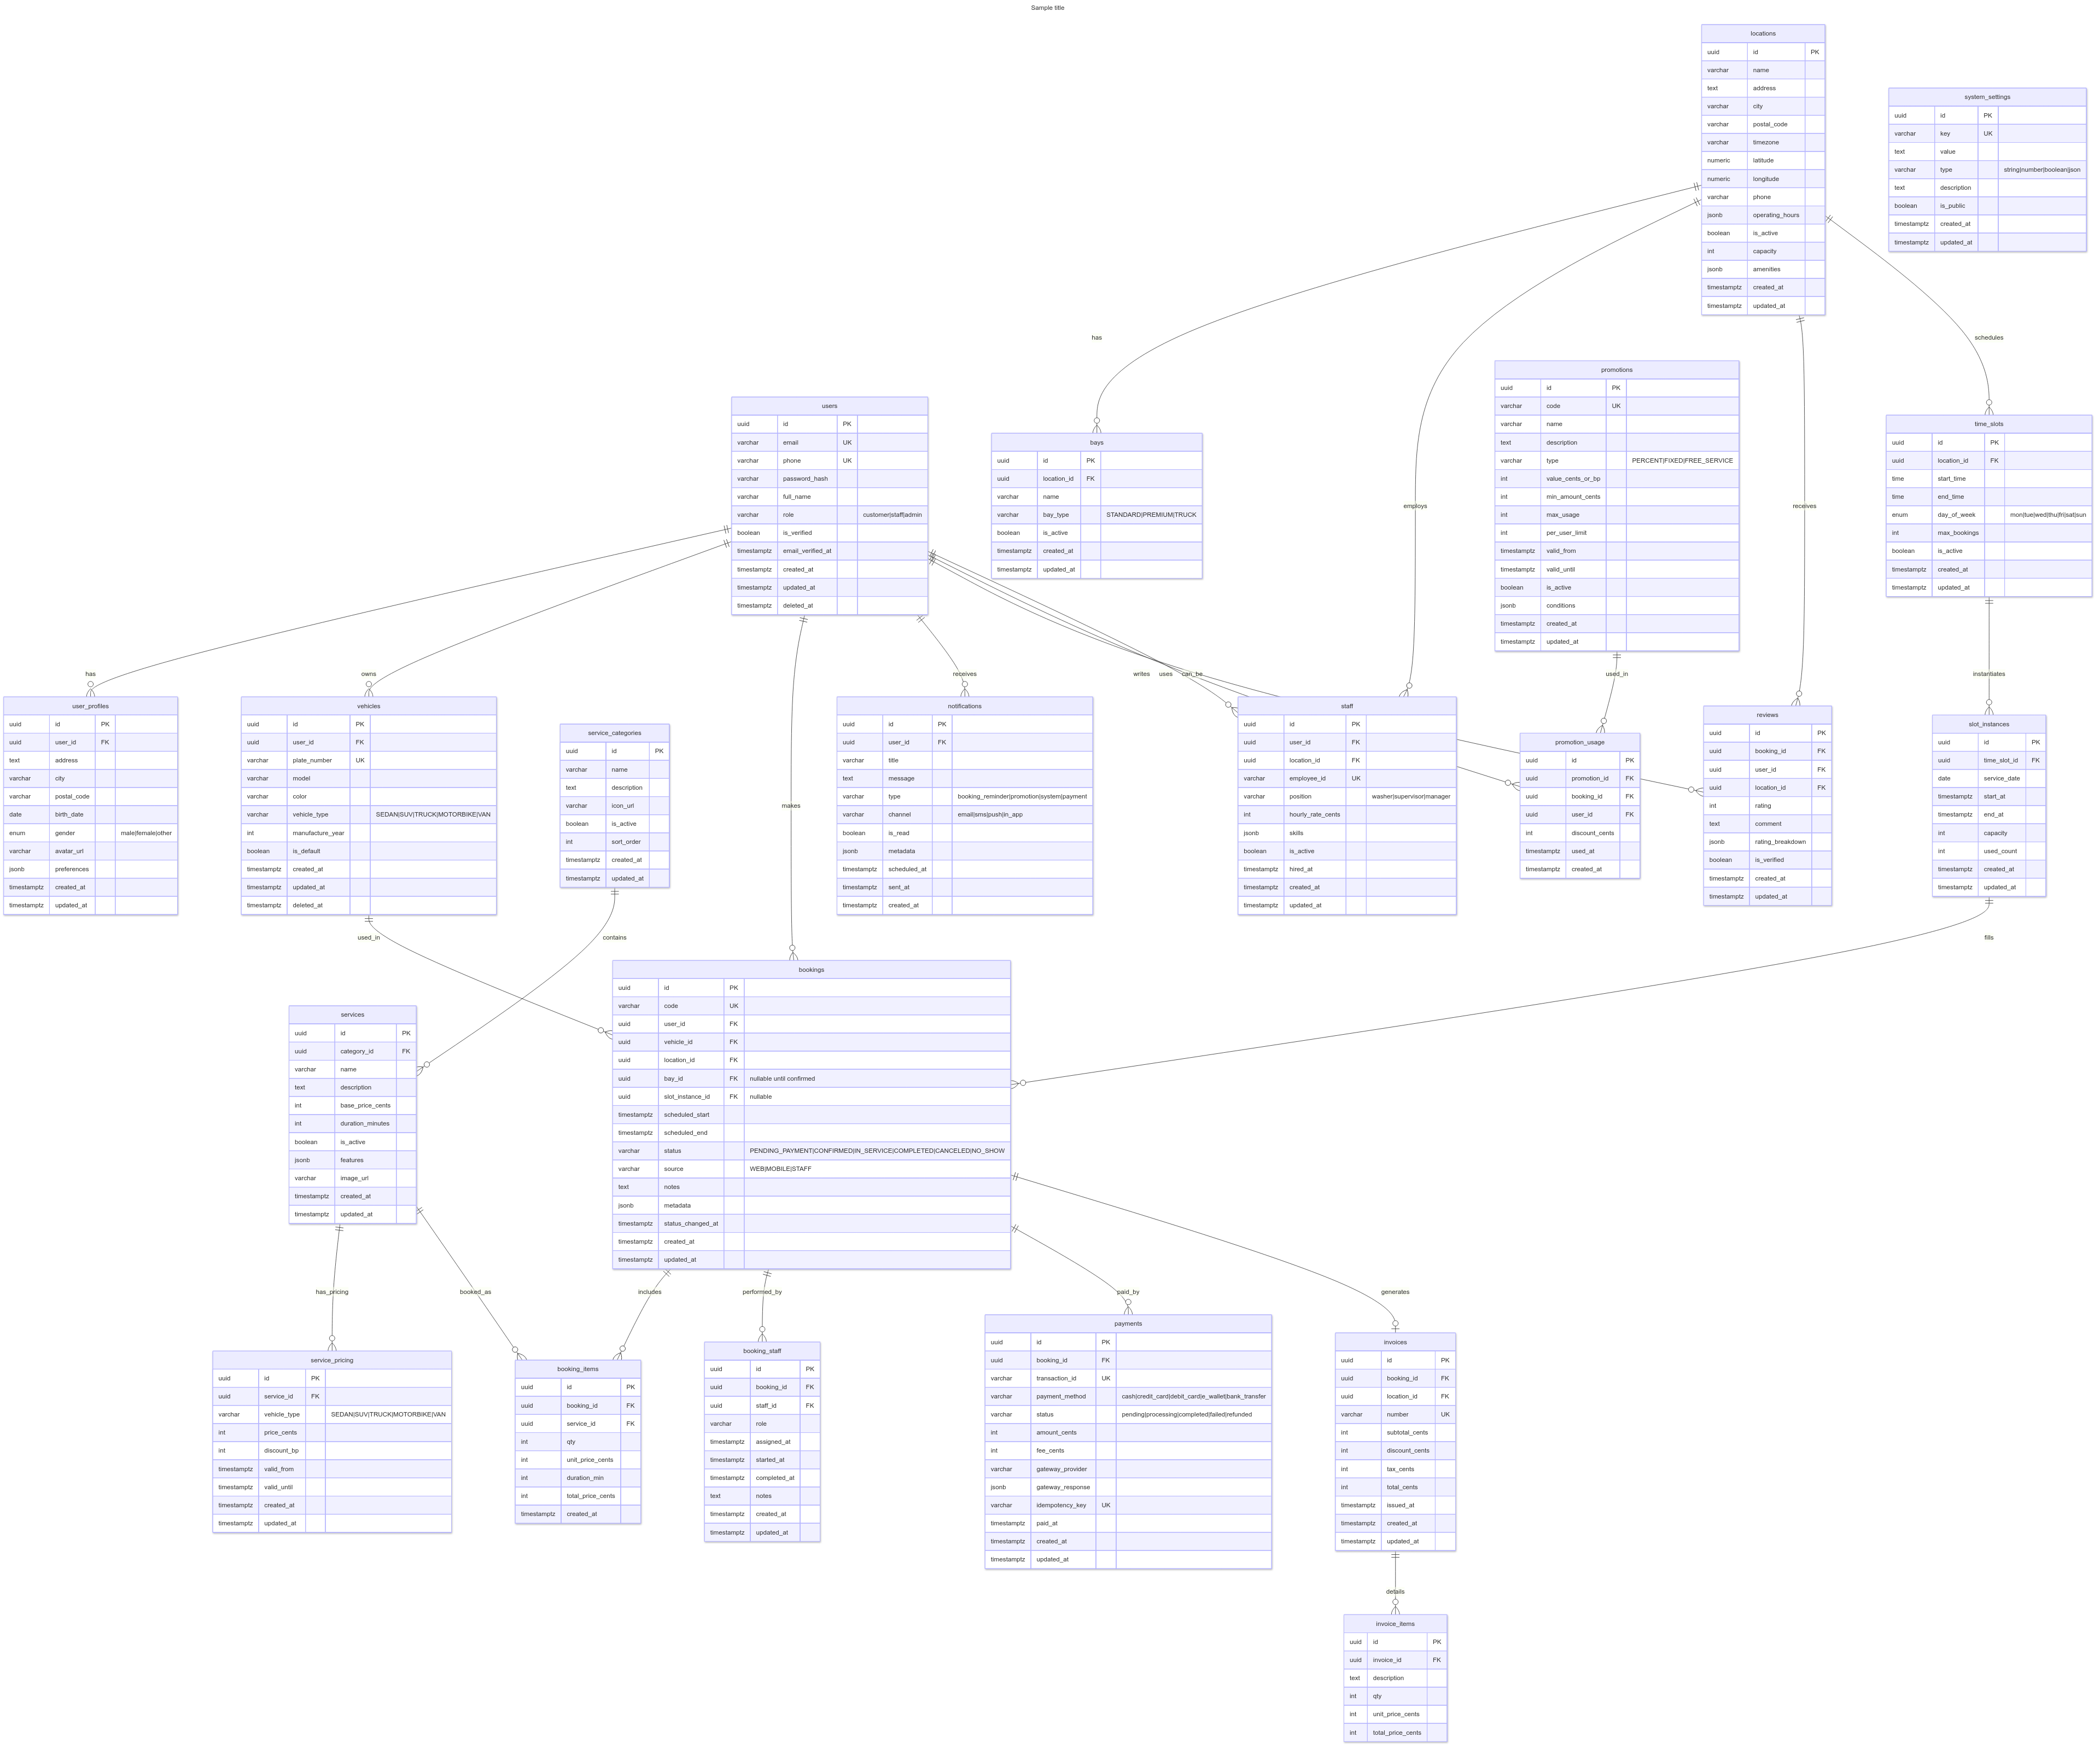 Sample title
locations
uuid id PK
varchar name
text address
varchar city
varchar postal_code
varchar timezone
numeric latitude
numeric longitude
varchar phone
jsonb operating_hours
boolean is_active
int capacity
jsonb amenities
timestamptz created_at
timestamptz updated_at
system_settings
uuid id PK
varchar key UK
text value
varchar type string|number|boolean|json
text description
boolean is_public
timestamptz created_at
timestamptz updated_at
has
employs
receives
schedules
users
uuid id PK
varchar email UK
varchar phone UK
varchar password_hash
varchar full_name
varchar role customer|staff|admin
boolean is_verified
timestamptz email_verified_at
timestamptz created_at
timestamptz updated_at
timestamptz deleted_at
bays
uuid id PK
uuid location_id FK
varchar name
varchar bay_type STANDARD|PREMIUM|TRUCK
boolean is_active
timestamptz created_at
timestamptz updated_at
promotions
uuid id PK
varchar code UK
varchar name
text description
varchar type PERCENT|FIXED|FREE_SERVICE
int value_cents_or_bp
int min_amount_cents
int max_usage
int per_user_limit
timestamptz valid_from
timestamptz valid_until
boolean is_active
jsonb conditions
timestamptz created_at
timestamptz updated_at
time_slots
uuid id PK
uuid location_id FK
time start_time
time end_time
enum day_of_week mon|tue|wed|thu|fri|sat|sun
int max_bookings
boolean is_active
timestamptz created_at
timestamptz updated_at
has
owns
makes
receives
writes
uses
can_be
used_in
instantiates
user_profiles
uuid id PK
uuid user_id FK
text address
varchar city
varchar postal_code
date birth_date
enum gender male|female|other
varchar avatar_url
jsonb preferences
timestamptz created_at
timestamptz updated_at
vehicles
uuid id PK
uuid user_id FK
varchar plate_number UK
varchar model
varchar color
varchar vehicle_type SEDAN|SUV|TRUCK|MOTORBIKE|VAN
int manufacture_year
boolean is_default
timestamptz created_at
timestamptz updated_at
timestamptz deleted_at
service_categories
uuid id PK
varchar name
text description
varchar icon_url
boolean is_active
int sort_order
timestamptz created_at
timestamptz updated_at
notifications
uuid id PK
uuid user_id FK
varchar title
text message
varchar type booking_reminder|promotion|system|payment
varchar channel email|sms|push|in_app
boolean is_read
jsonb metadata
timestamptz scheduled_at
timestamptz sent_at
timestamptz created_at
staff
uuid id PK
uuid user_id FK
uuid location_id FK
varchar employee_id UK
varchar position washer|supervisor|manager
int hourly_rate_cents
jsonb skills
boolean is_active
timestamptz hired_at
timestamptz created_at
timestamptz updated_at
promotion_usage
uuid id PK
uuid promotion_id FK
uuid booking_id FK
uuid user_id FK
int discount_cents
timestamptz used_at
timestamptz created_at
reviews
uuid id PK
uuid booking_id FK
uuid user_id FK
uuid location_id FK
int rating
text comment
jsonb rating_breakdown
boolean is_verified
timestamptz created_at
timestamptz updated_at
slot_instances
uuid id PK
uuid time_slot_id FK
date service_date
timestamptz start_at
timestamptz end_at
int capacity
int used_count
timestamptz created_at
timestamptz updated_at
used_in
contains
fills
services
uuid id PK
uuid category_id FK
varchar name
text description
int base_price_cents
int duration_minutes
boolean is_active
jsonb features
varchar image_url
timestamptz created_at
timestamptz updated_at
bookings
uuid id PK
varchar code UK
uuid user_id FK
uuid vehicle_id FK
uuid location_id FK
uuid bay_id FK nullable until confirmed
uuid slot_instance_id FK nullable
timestamptz scheduled_start
timestamptz scheduled_end
varchar status PENDING_PAYMENT|CONFIRMED|IN_SERVICE|COMPLETED|CANCELED|NO_SHOW
varchar source WEB|MOBILE|STAFF
text notes
jsonb metadata
timestamptz status_changed_at
timestamptz created_at
timestamptz updated_at
has_pricing
booked_as
includes
performed_by
paid_by
generates
service_pricing
uuid id PK
uuid service_id FK
varchar vehicle_type SEDAN|SUV|TRUCK|MOTORBIKE|VAN
int price_cents
int discount_bp
timestamptz valid_from
timestamptz valid_until
timestamptz created_at
timestamptz updated_at
booking_items
uuid id PK
uuid booking_id FK
uuid service_id FK
int qty
int unit_price_cents
int duration_min
int total_price_cents
timestamptz created_at
booking_staff
uuid id PK
uuid booking_id FK
uuid staff_id FK
varchar role
timestamptz assigned_at
timestamptz started_at
timestamptz completed_at
text notes
timestamptz created_at
timestamptz updated_at
payments
uuid id PK
uuid booking_id FK
varchar transaction_id UK
varchar payment_method cash|credit_card|debit_card|e_wallet|bank_transfer
varchar status pending|processing|completed|failed|refunded
int amount_cents
int fee_cents
varchar gateway_provider
jsonb gateway_response
varchar idempotency_key UK
timestamptz paid_at
timestamptz created_at
timestamptz updated_at
invoices
uuid id PK
uuid booking_id FK
uuid location_id FK
varchar number UK
int subtotal_cents
int discount_cents
int tax_cents
int total_cents
timestamptz issued_at
timestamptz created_at
timestamptz updated_at
details
invoice_items
uuid id PK
uuid invoice_id FK
text description
int qty
int unit_price_cents
int total_price_cents